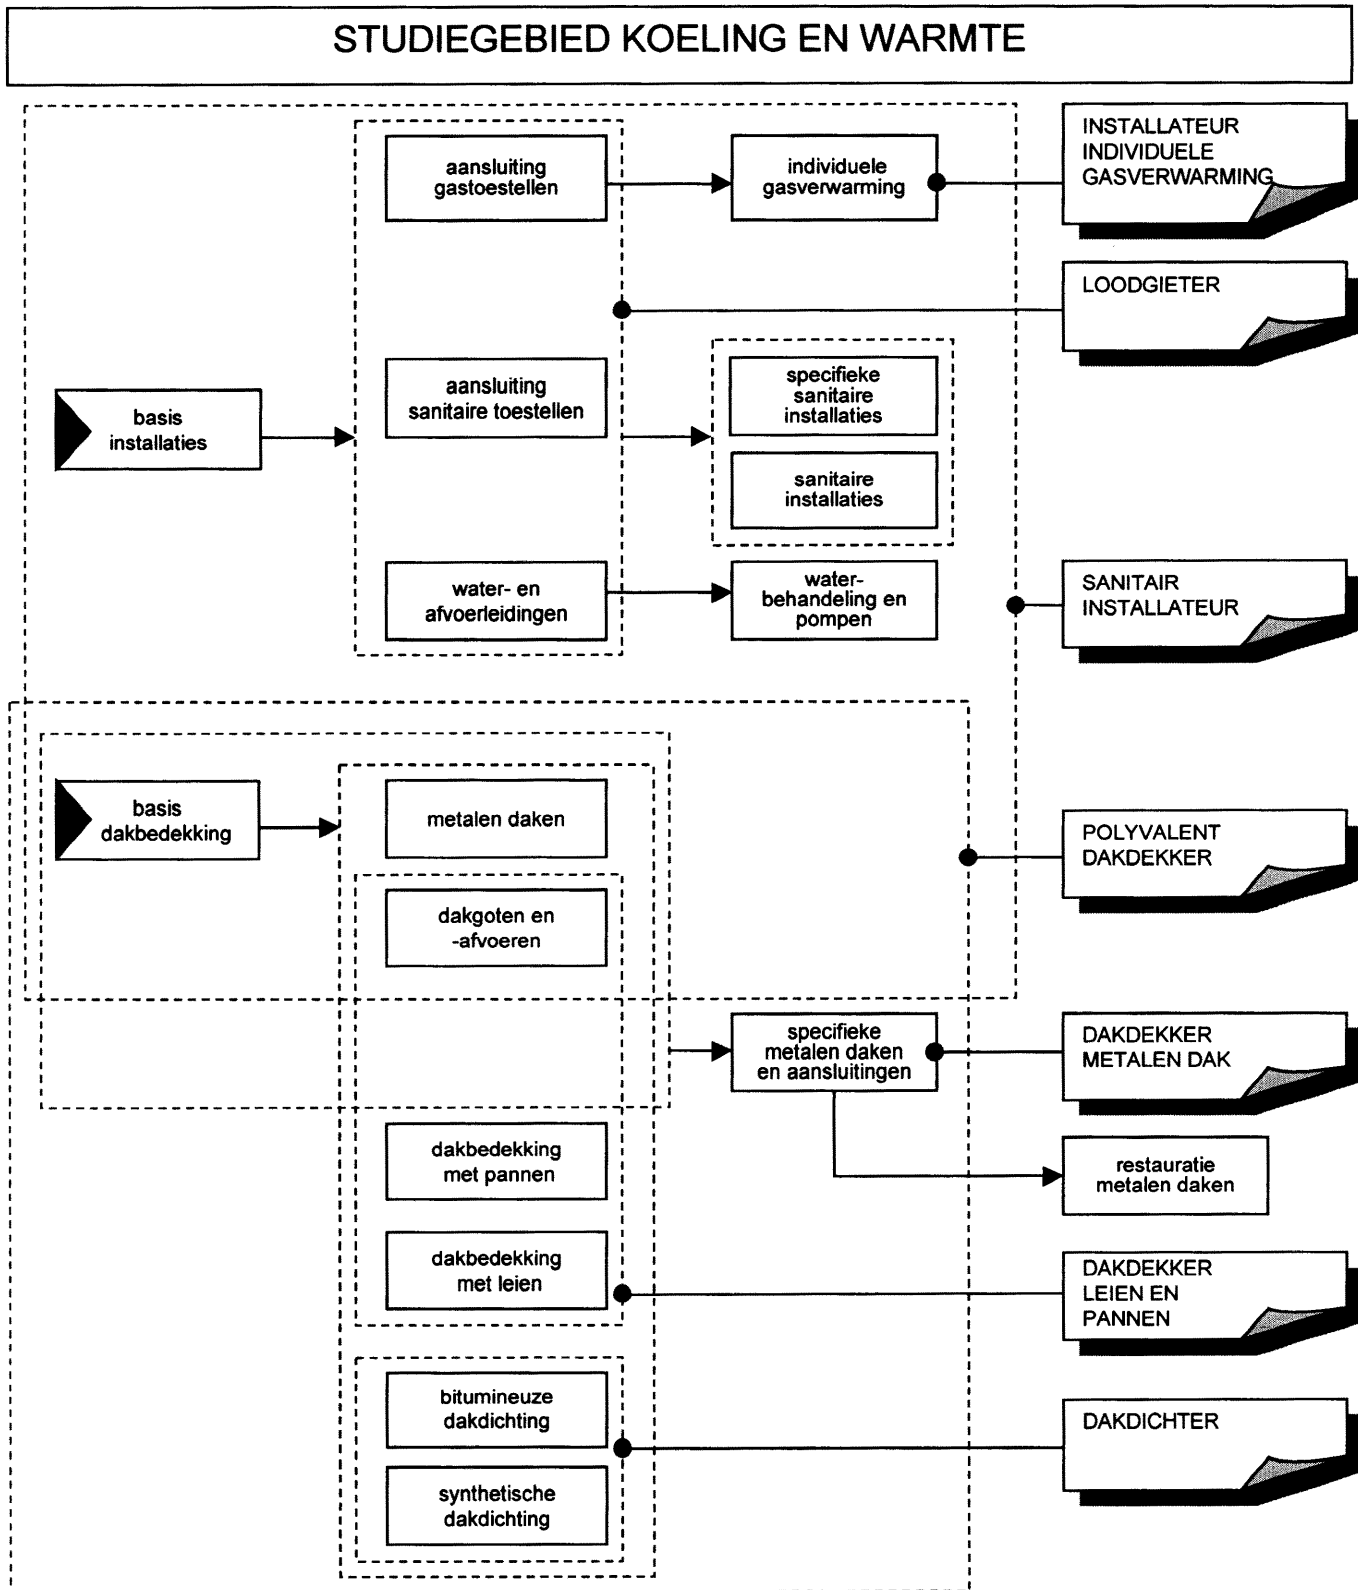 STUDIEGEBIED KOELING EN WARMTE
aansluiting
gastoestellen
individuele
gasverwarming
INSTALLATEUR
INDIVIDUELE
GASVERWARMING
LOODGIETER
basis
installaties
aansluiting
sanitaire toestellen
specifieke
sanitaire
installaties
sanitaire
installaties
water- en
afvoerleidingen
water-
behandeling en
pompen
SANITAIR
INSTALLATEUR
basis
dakbedekking
metalen daken
POLYVALENT
DAKDEKKER
dakgoten en
-afvoeren
specifieke
metalen daken
en aansluitingen
DAKDEKKER
METALEN DAK
dakbedekking
met pannen
restauratie
metalen daken
dakbedekking
met leien
DAKDEKKER
LEIEN EN
PANNEN
bitumineuze
dakdichting
DAKDICHTER
synthetische
dakdichting